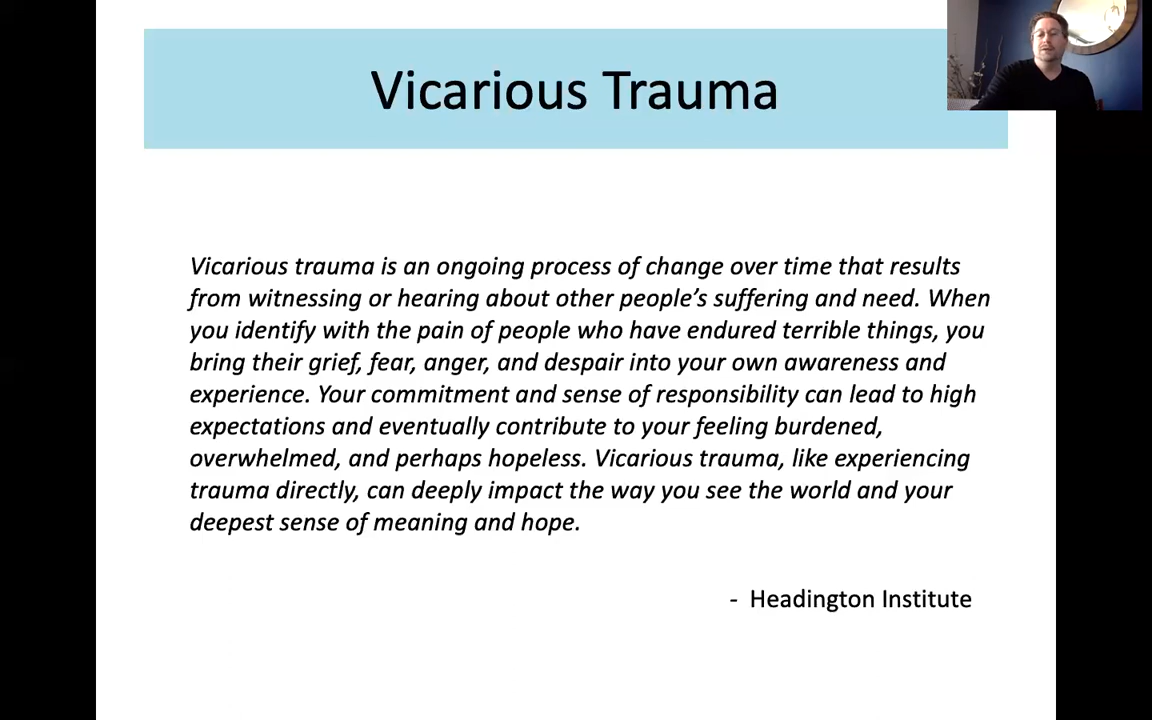 Vicarious Trauma
Vicarious trauma is an ongoing process of change over time that results
from witnessing or hearing about other people’s suffering and need. When
you identify with the pain of people who have endured terrible things, you
bring their grief, fear, anger, and despair into your own awareness and
experience. Your commitment and sense of responsibility can lead to high
expectations and eventually contribute to your feeling burdened,
overwhelmed, and perhaps hopeless. Vicarious trauma, like experiencing
trauma directly, can deeply impact the way you see the world and your
deepest sense of meaning and hope.
- Headington Institute